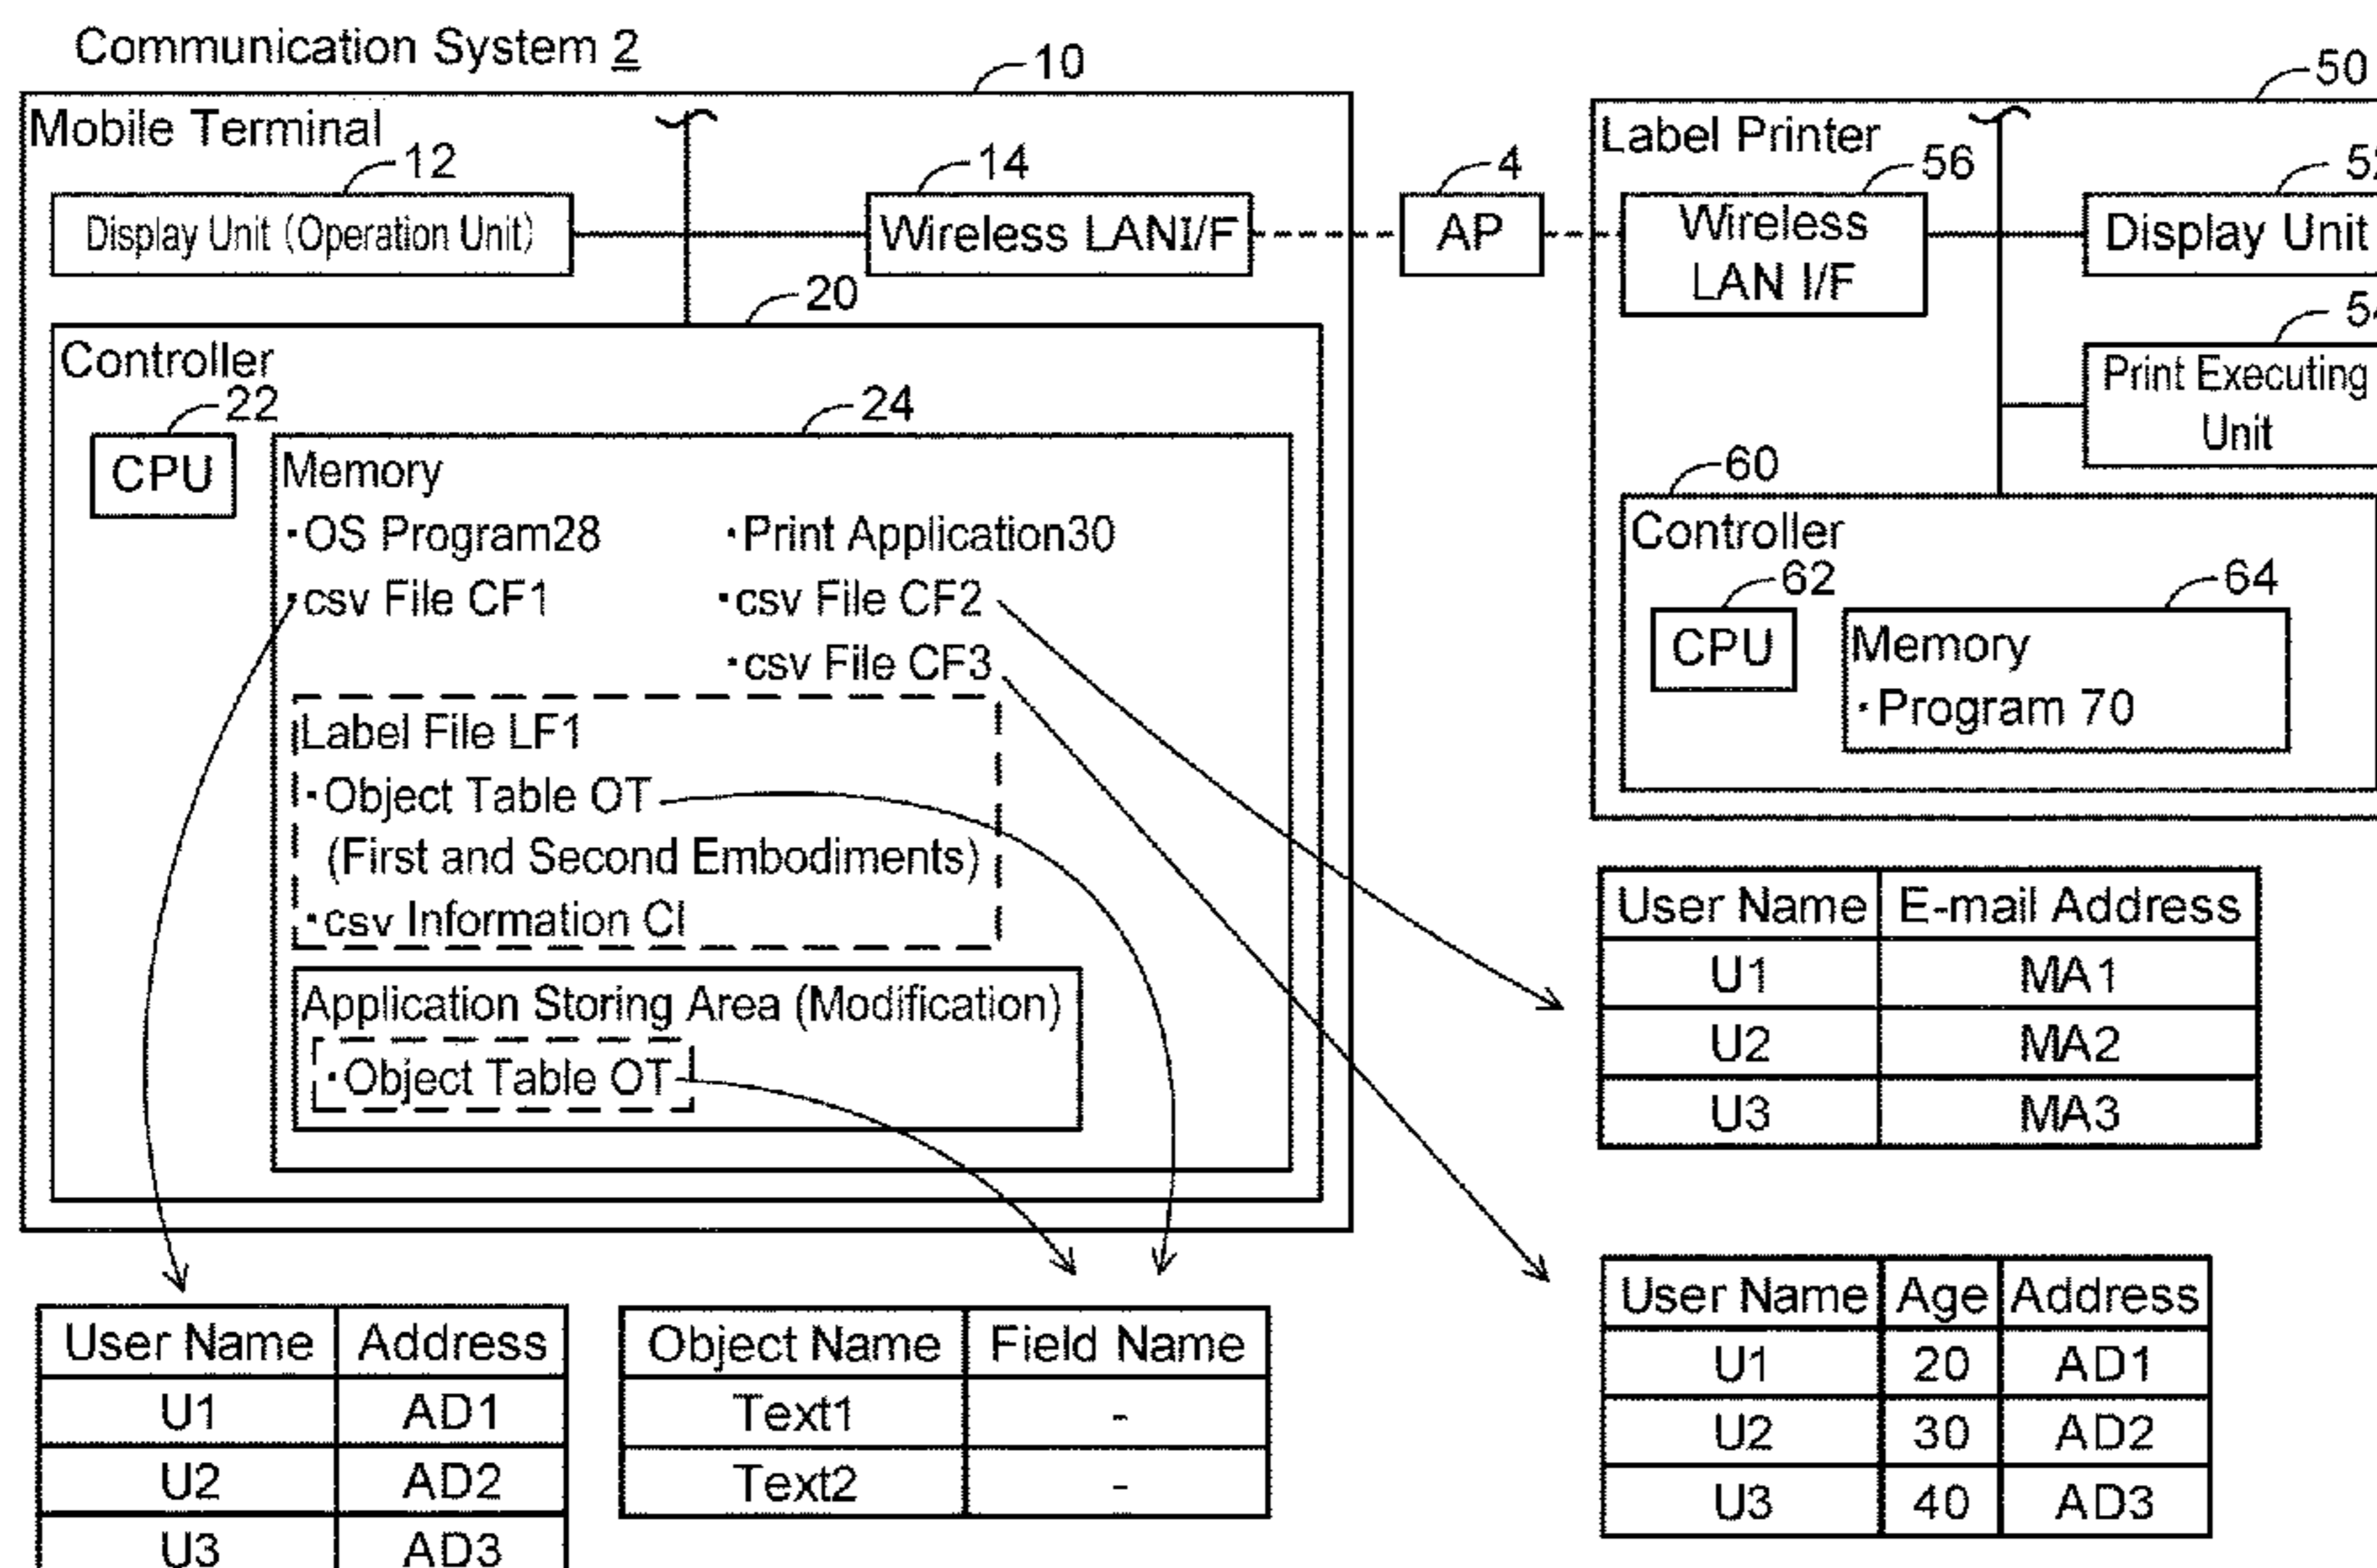 Communication System 2
10
50
Mobile Terminal
Label Printer
12
14
4
56
Display Unit (Operation Unit)
Wireless LANI/F
AP
Wireless
LAN I/F
Display Unit
20
Controller
Print Executing
Unit
22
24
CPU
Memory
60
·OS Program28
·Print Application30
Controller
·csv File CF1
·csv File CF2
62
64
·csv File CF3
CPU
Memory
·Program 70
Label File LF1
·Object Table OT
(First and Second Embodiments)
·csv Information CI
User Name E-mail Address
U1 MA1
U2 MA2
U3 MA3
Application Storing Area (Modification)
·Object Table OT
User Name Address
U1 AD1
U2 AD2
U3 AD3
Object Name Field Name
Text1 -
Text2 -
User Name Age Address
U1 20 AD1
U2 30 AD2
U3 40 AD3